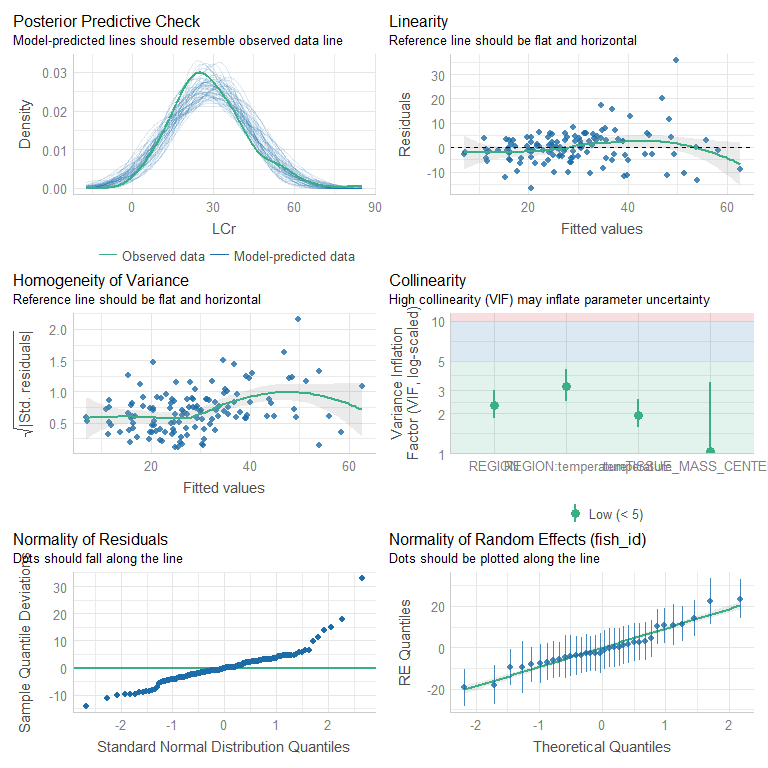 Posterior Predictive Check
Model-predicted lines should resemble observed data line
0.03
0.02
0.01
0.00
Density
0
30
60
90
LCr
Observed data
Model-predicted data
Linearity
Reference line should be flat and horizontal
30
20
10
0
-10
Residuals
20
40
60
Fitted values
Homogeneity of Variance
Reference line should be flat and horizontal
2.0
1.5
1.0
0.5
√|Std. residuals|
20
40
60
Fitted values
Collinearity
High collinearity (VIF) may inflate parameter uncertainty
10
5
3
2
1
Variance Inflation
Factor (VIF, log-scaled)
REGION
REGION:temperature
temperature
TISSUE_MASS_CENTE
Low (< 5)
Normality of Residuals
Dots should fall along the line
30
20
10
0
-10
Sample Quantile Deviations
-2
-1
0
1
2
Standard Normal Distribution Quantiles
Normality of Random Effects (fish_id)
Dots should be plotted along the line
20
0
-20
RE Quantiles
-2
-1
0
1
2
Theoretical Quantiles